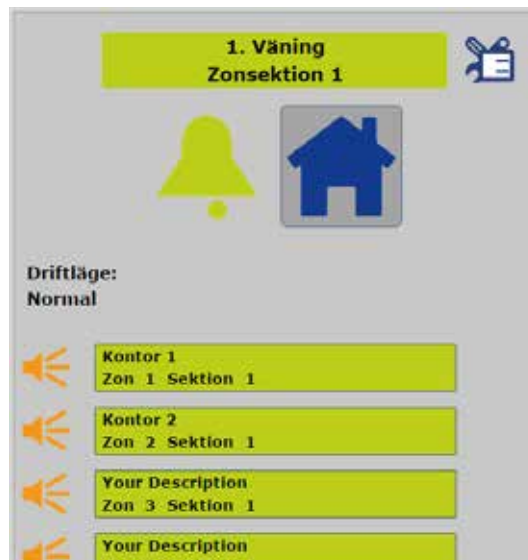 1. Väning
Zonsektion 1
Driftläge:
Normal
Kontor 1
Zon 1 Sektion 1
Kontor 2
Zon 2 Sektion 1
Your Description
Zon 3 Sektion 1
Your Description